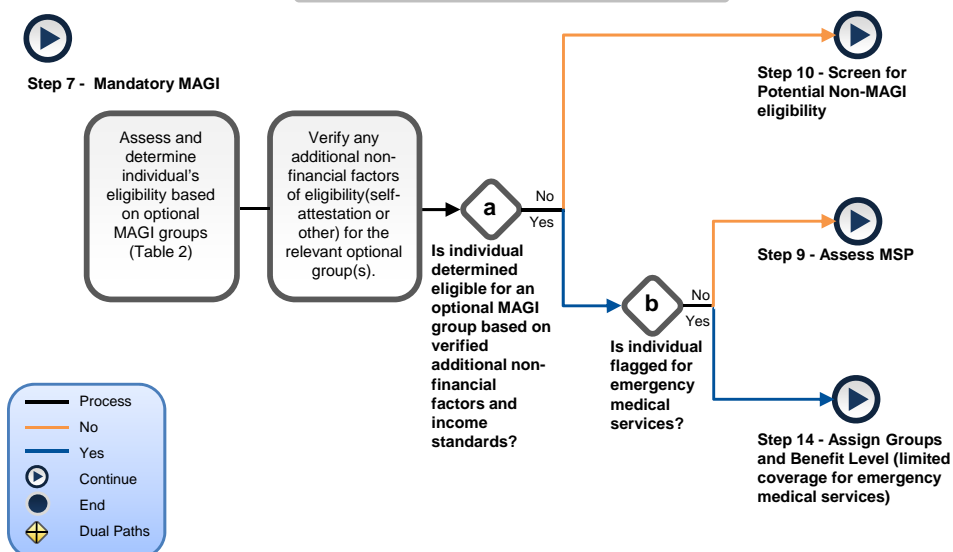 Step 7 - Mandatory MAGI
Assess and
determine
individual's
eligibility based
on optional
MAGI groups
(Table 2)
Verify any
additional non-
financial factors
of eligibility(self-
attestation or
other) for the
relevant optional
group(s).
a
No
Yes
Is individual
determined
eligible for an
optional MAGI
group based on
verified
additional non-
financial
factors and
income
standards?
Step 10 - Screen for
Potential Non-MAGI
eligibility
b
No
Yes
Is individual
flagged for
emergency
medical
services?
Step 9 - Assess MSP
Step 14 - Assign Groups
and Benefit Level (limited
coverage for emergency
medical services)
Process
No
Yes
Continue
End
Dual Paths